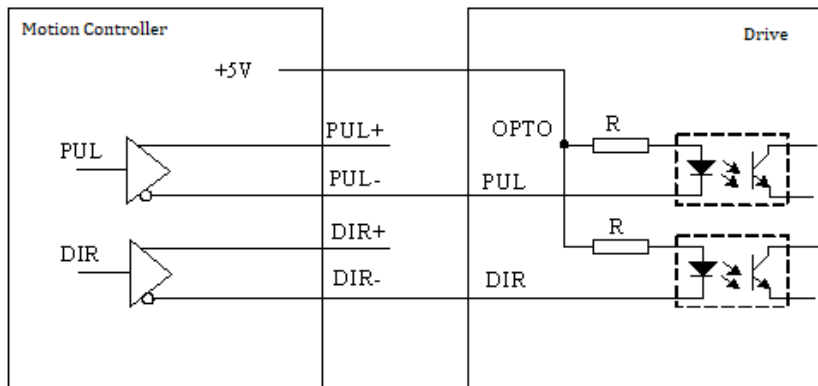 Motion Controller
Drive
+5V
PUL
PUL+
PUL-
OPTO
R
PUL
DIR
DIR+
DIR-
R
DIR